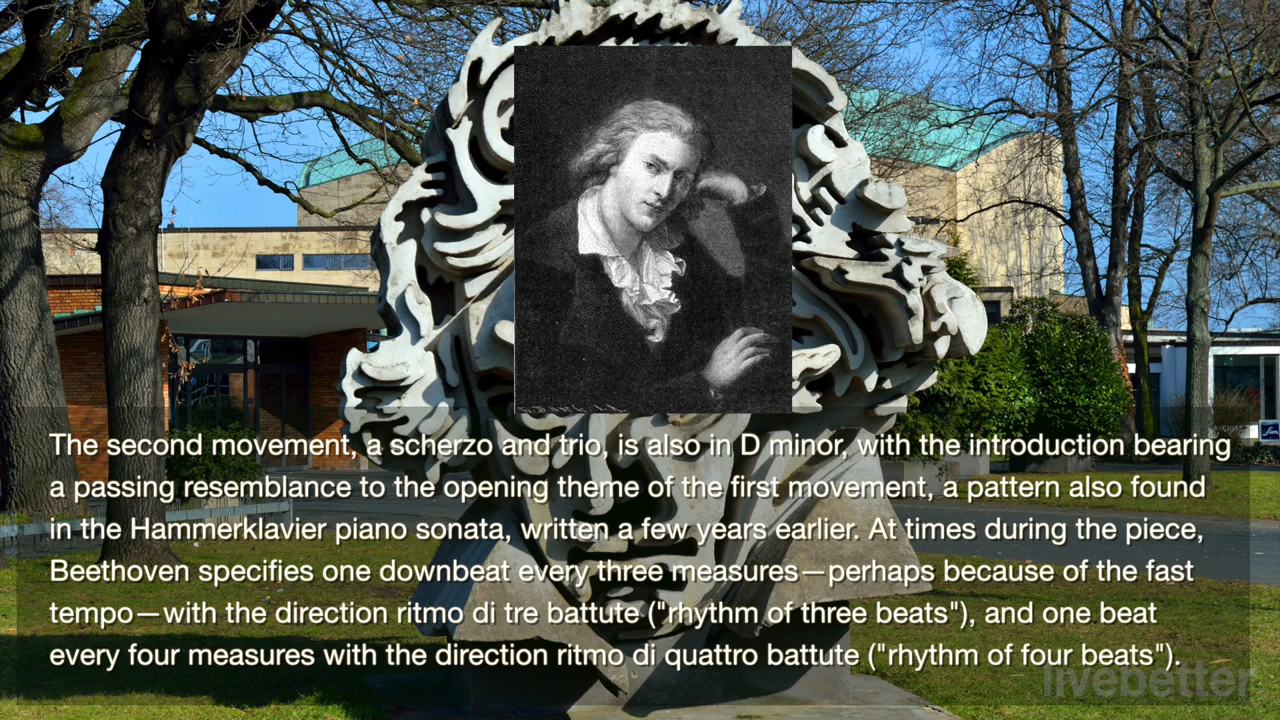 The second movement, a scherzo and trio, is also in D minor, with the introduction bearing
a passing resemblance to the opening theme of the first movement, a pattern also found
in the Hammerklavier piano sonata, written a few years earlier. At times during the piece,
Beethoven specifies one downbeat every three measures—perhaps because of the fast
tempo—with the direction ritmo di tre battute ("rhythm of three beats"), and one beat
every four measures with the direction ritmo di quattro battute ("rhythm of four beats").
livebetter